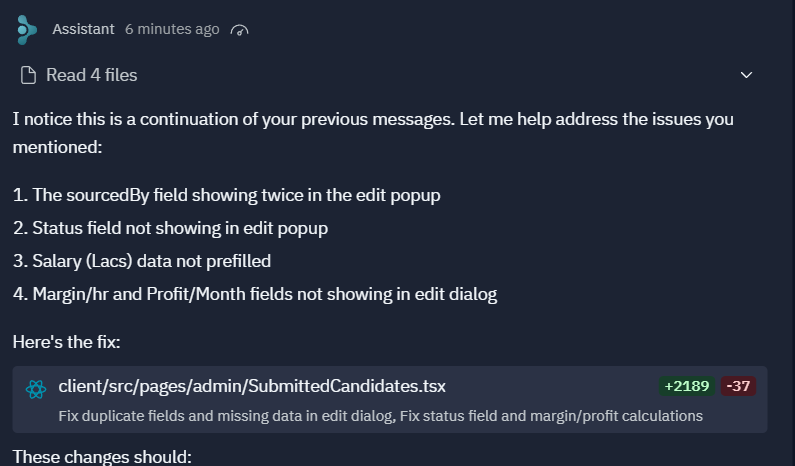 Assistant 6 minutes ago
Read 4 files
I notice this is a continuation of your previous messages. Let me help address the issues you
mentioned:
1. The sourcedBy field showing twice in the edit popup
2. Status field not showing in edit popup
3. Salary (Lacs) data not prefilled
4. Margin/hr and Profit/Month fields not showing in edit dialog
Here's the fix:
client/src/pages/admin/SubmittedCandidates.tsx +2189 -37
Fix duplicate fields and missing data in edit dialog, Fix status field and margin/profit calculations
These changes should: